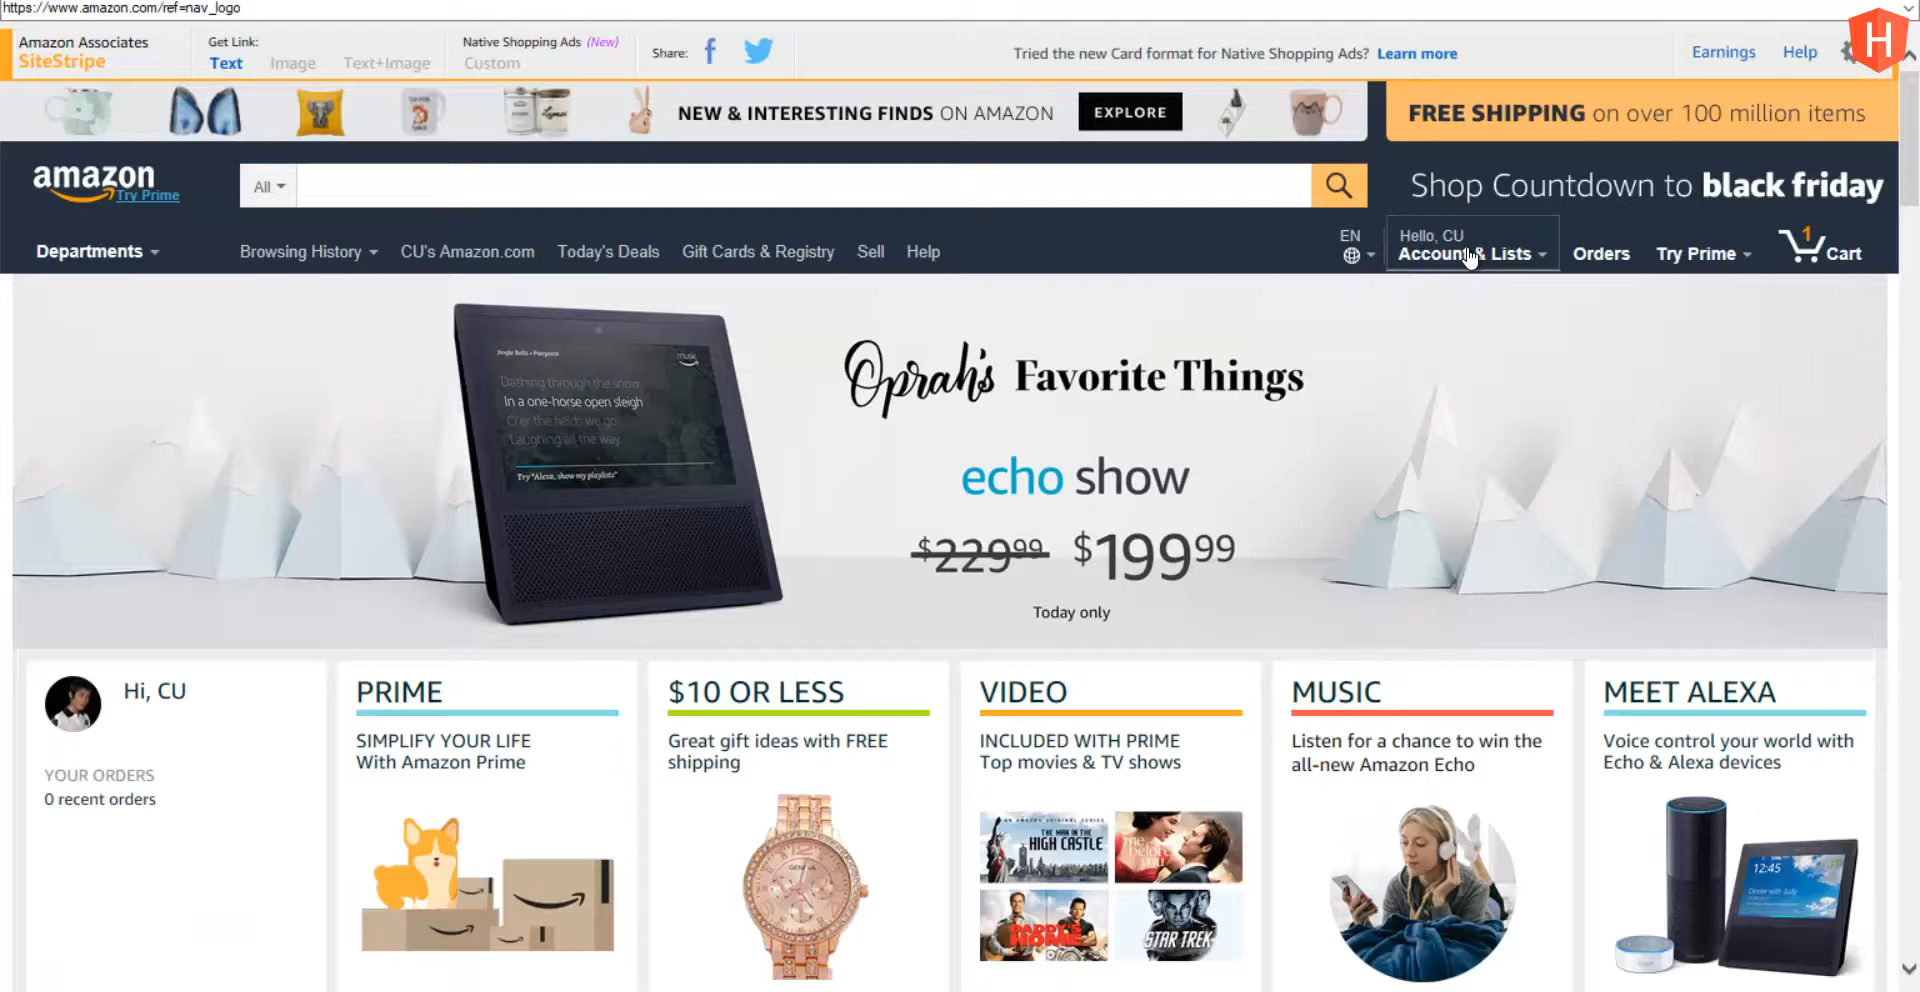 https://www.amazon.com/ref=nav_logo
Amazon Associates
SiteStripe
Get Link:
Text Image Text+Image
Native Shopping Ads (New)
Custom
Share:
Tried the new Card format for Native Shopping Ads? Learn more
Earnings Help
H
NEW & INTERESTING FINDS ON AMAZON EXPLORE
FREE SHIPPING on over 100 million items
amazon
Try Prime
All
Shop Countdown to black friday
Departments
Browsing History CU's Amazon.com Today's Deals Gift Cards & Registry Sell Help
EN
Hello, CU
Account & Lists
Orders
Try Prime
1
Cart
Jingle Bells • Pompoon
music
Dashing through the snow
In a one-horse open sleigh
O'er the fields we go
Laughing all the way
Try "Alexa, show my playlists"
Oprah's Favorite Things
echo show
$229.99 $199.99
Today only
Hi, CU
YOUR ORDERS
0 recent orders
PRIME
SIMPLIFY YOUR LIFE
With Amazon Prime
$10 OR LESS
Great gift ideas with FREE
shipping
GENEVA
VIDEO
INCLUDED WITH PRIME
Top movies & TV shows
THE MAN IN THE
HIGH CASTLE
me
before
you
DADDY'S
HOME
STAR TREK
MUSIC
Listen for a chance to win the
all-new Amazon Echo
MEET ALEXA
Voice control your world with
Echo & Alexa devices
12:45
Dinner with Judy